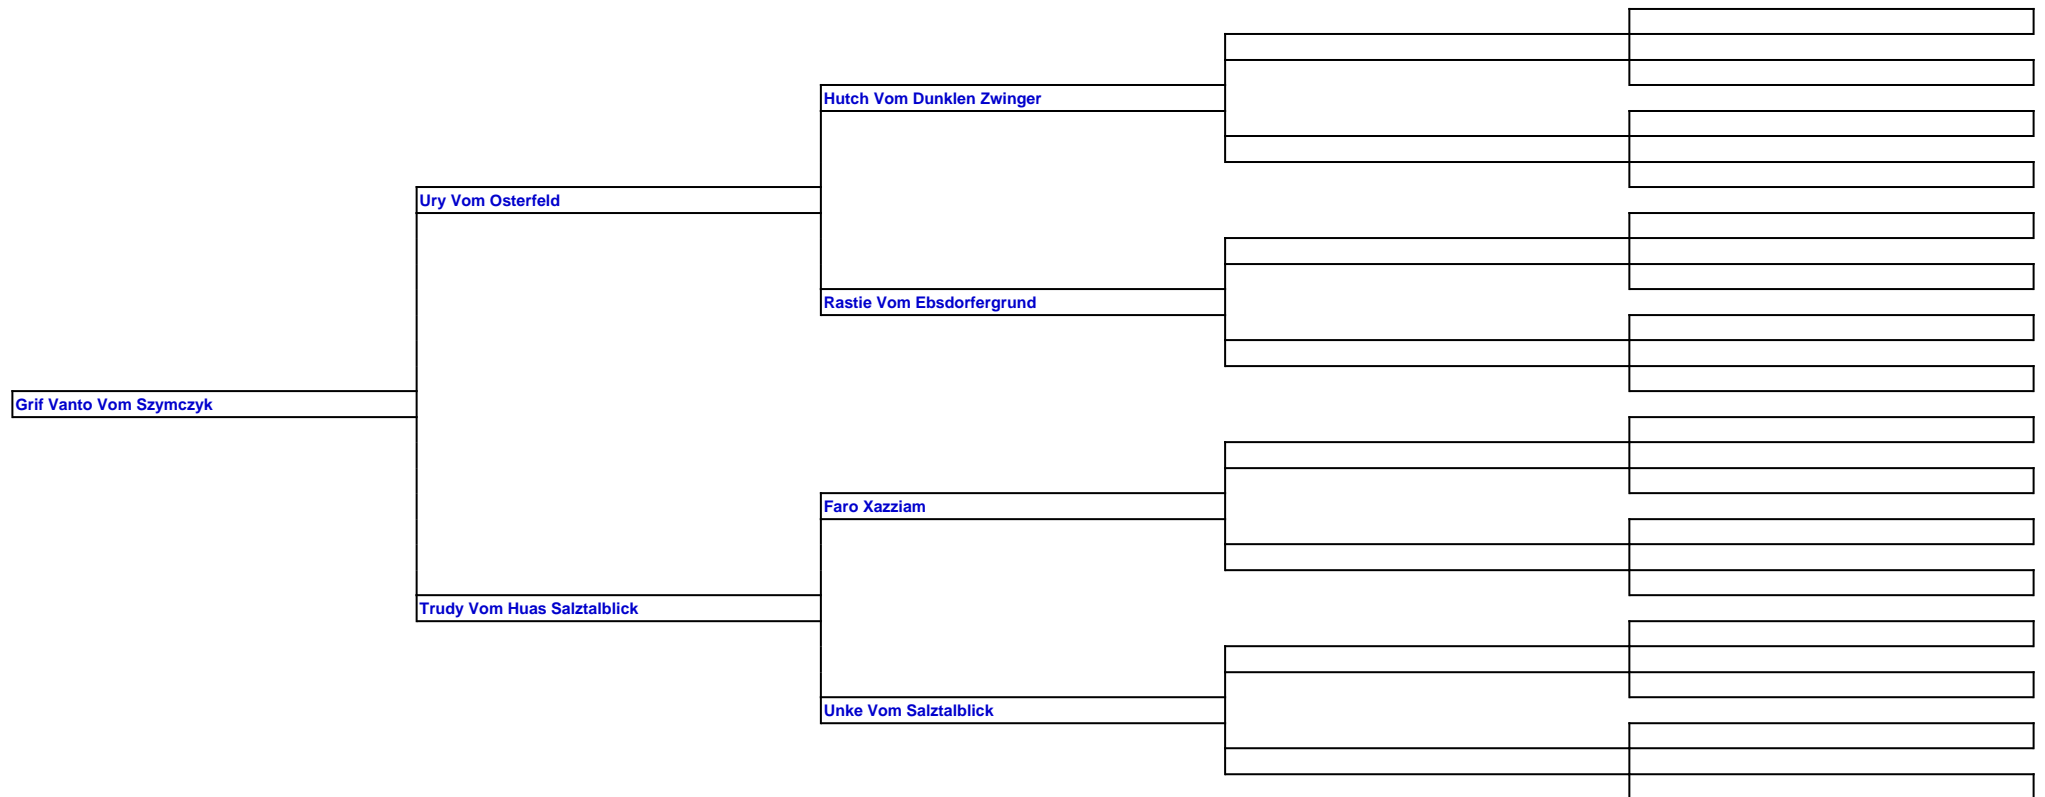 Hutch Vom Dunklen Zwinger
Ury Vom Osterfeld
Rastie Vom Ebsdorfergrund
Grif Vanto Vom Szymczyk
Faro Xazziam
Trudy Vom Huas Salztalblick
Unke Vom Salztalblick